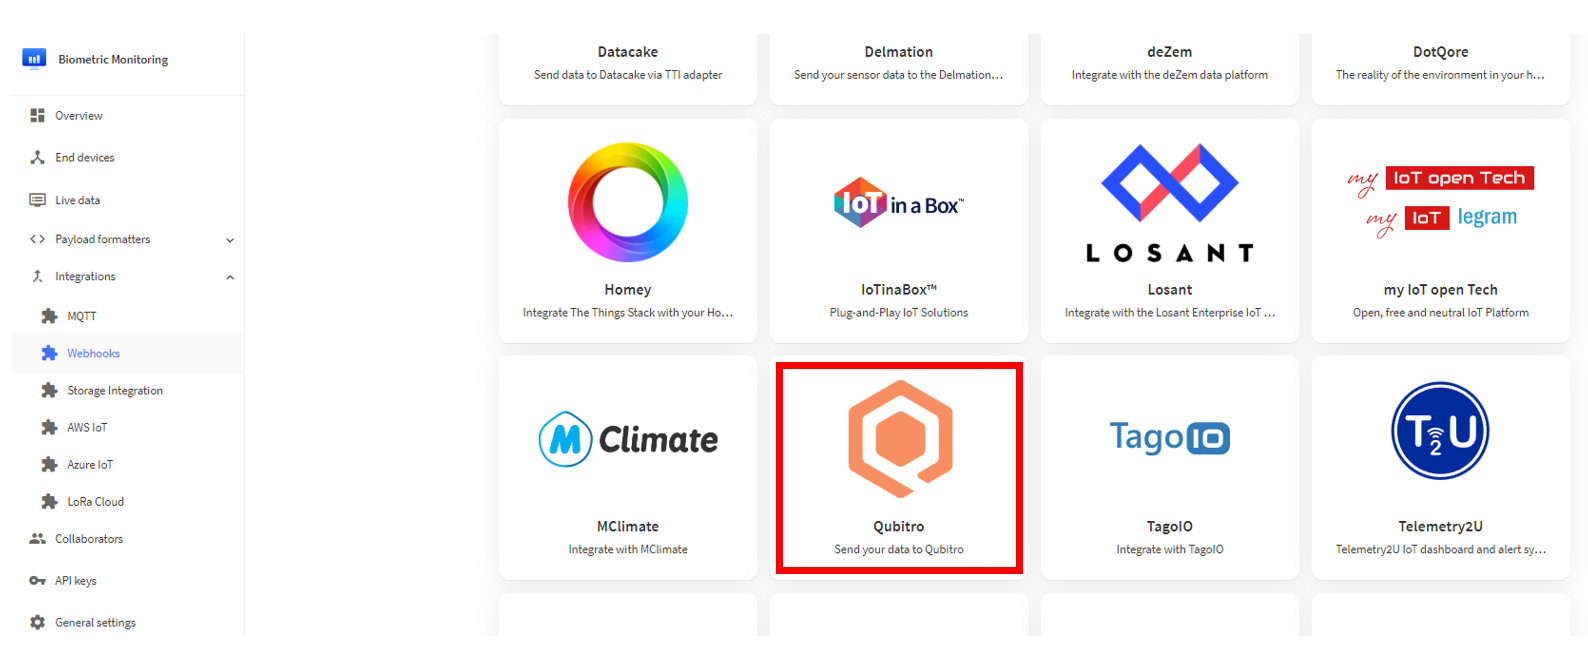 Biometric Monitoring
Overview
End devices
Live data
Payload formatters
Integrations
MQTT
Webhooks
Storage Integration
AWS IoT
Azure IoT
LoRa Cloud
Collaborators
API keys
General settings
Datacake
Send data to Datacake via TTI adapter
Delmation
Send your sensor data to the Delmation...
deZem
Integrate with the deZem data platform
DotQore
The reality of the environment in your h...
Homey
Integrate The Things Stack with your Ho...
IoT in a Box™
IoTinaBox™
Plug-and-Play IoT Solutions
LOSANT
Losant
Integrate with the Losant Enterprise IoT ...
my IoT open Tech
my IoT legram
my IoT open Tech
Open, free and neutral IoT Platform
M Climate
MClimate
Integrate with MClimate
Qubitro
Send your data to Qubitro
Tago IO
TagoIO
Integrate with TagoIO
T2U
Telemetry2U
Telemetry2U IoT dashboard and alert sy...